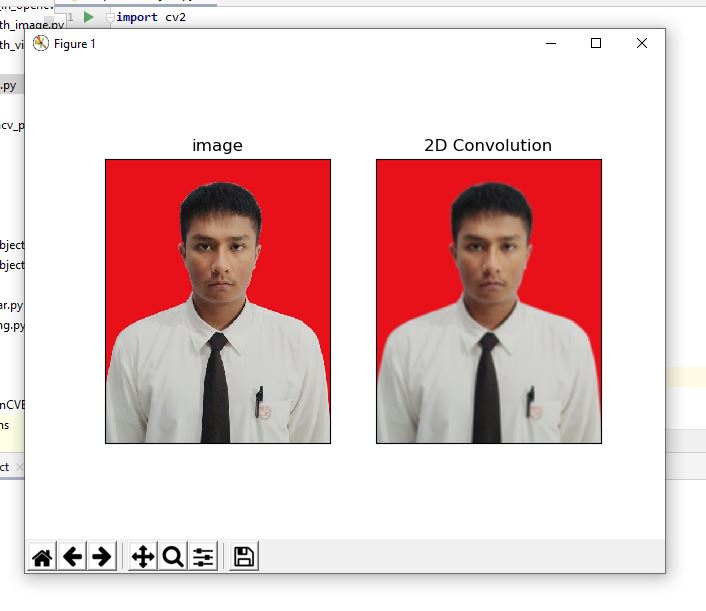 _in_opencv
th_image.py
1 import cv2
th_vi
Figure 1
.py
cv_p
image
2D Convolution
bject
bject
ar.py
ng.py
nCVE
ns
ct